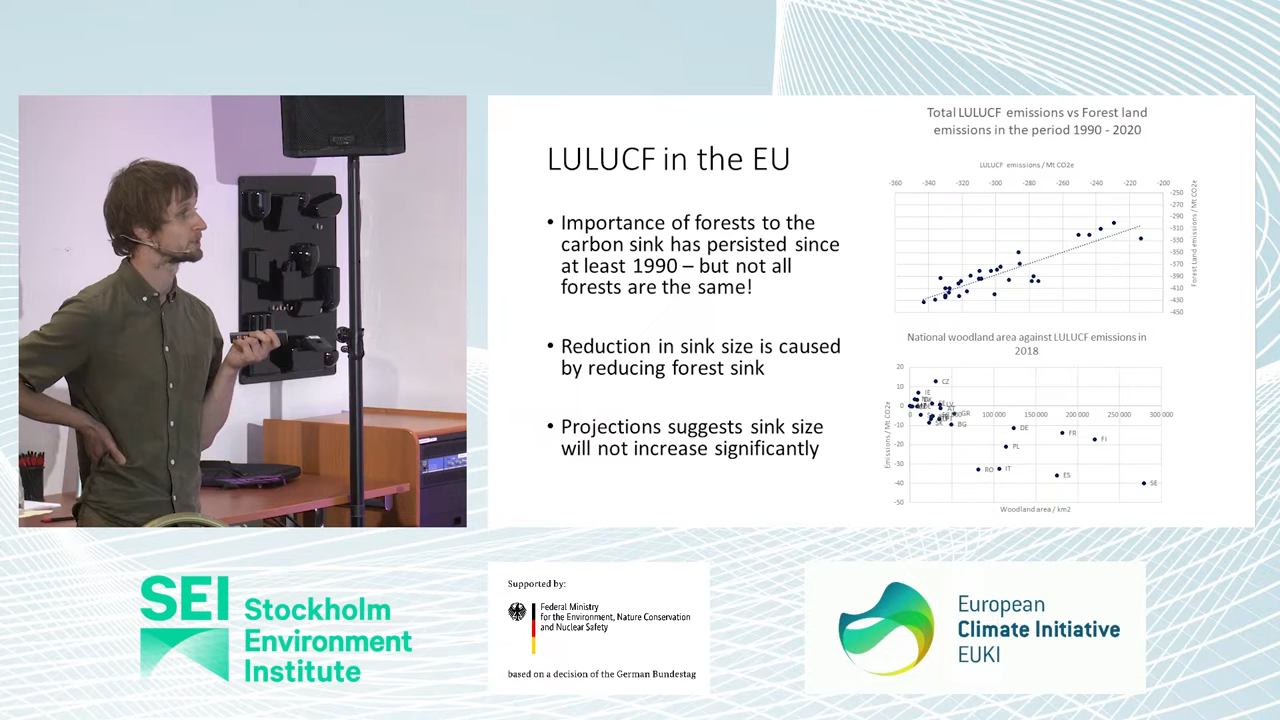 LULUCF in the EU
• Importance of forests to the
carbon sink has persisted since
at least 1990 – but not all
forests are the same!
• Reduction in sink size is caused
by reducing forest sink
• Projections suggests sink size
will not increase significantly
Total LULUCF emissions vs Forest land
emissions in the period 1990 - 2020
LULUCF emissions / Mt CO2e
-360 -340 -320 -300 -280 -260 -240 -220 -200
-250
-270
-290
-310
-330
-350
-370
-390
-410
-430
-450
Forest Land emissions / Mt CO2e
National woodland area against LULUCF emissions in
2018
20
10
0
-10
-20
-30
-40
-50
Emissions / Mt CO2e
100 000 150 000 200 000 250 000 300 000
CZ
IE
LV
GR
BG
DE
FR
FI
PL
RO
IT
ES
SE
Woodland area / km2
SEI Stockholm
Environment
Institute
Supported by:
Federal Ministry
for the Environment, Nature Conservation
and Nuclear Safety
based on a decision of the German Bundestag
European
Climate Initiative
EUKI